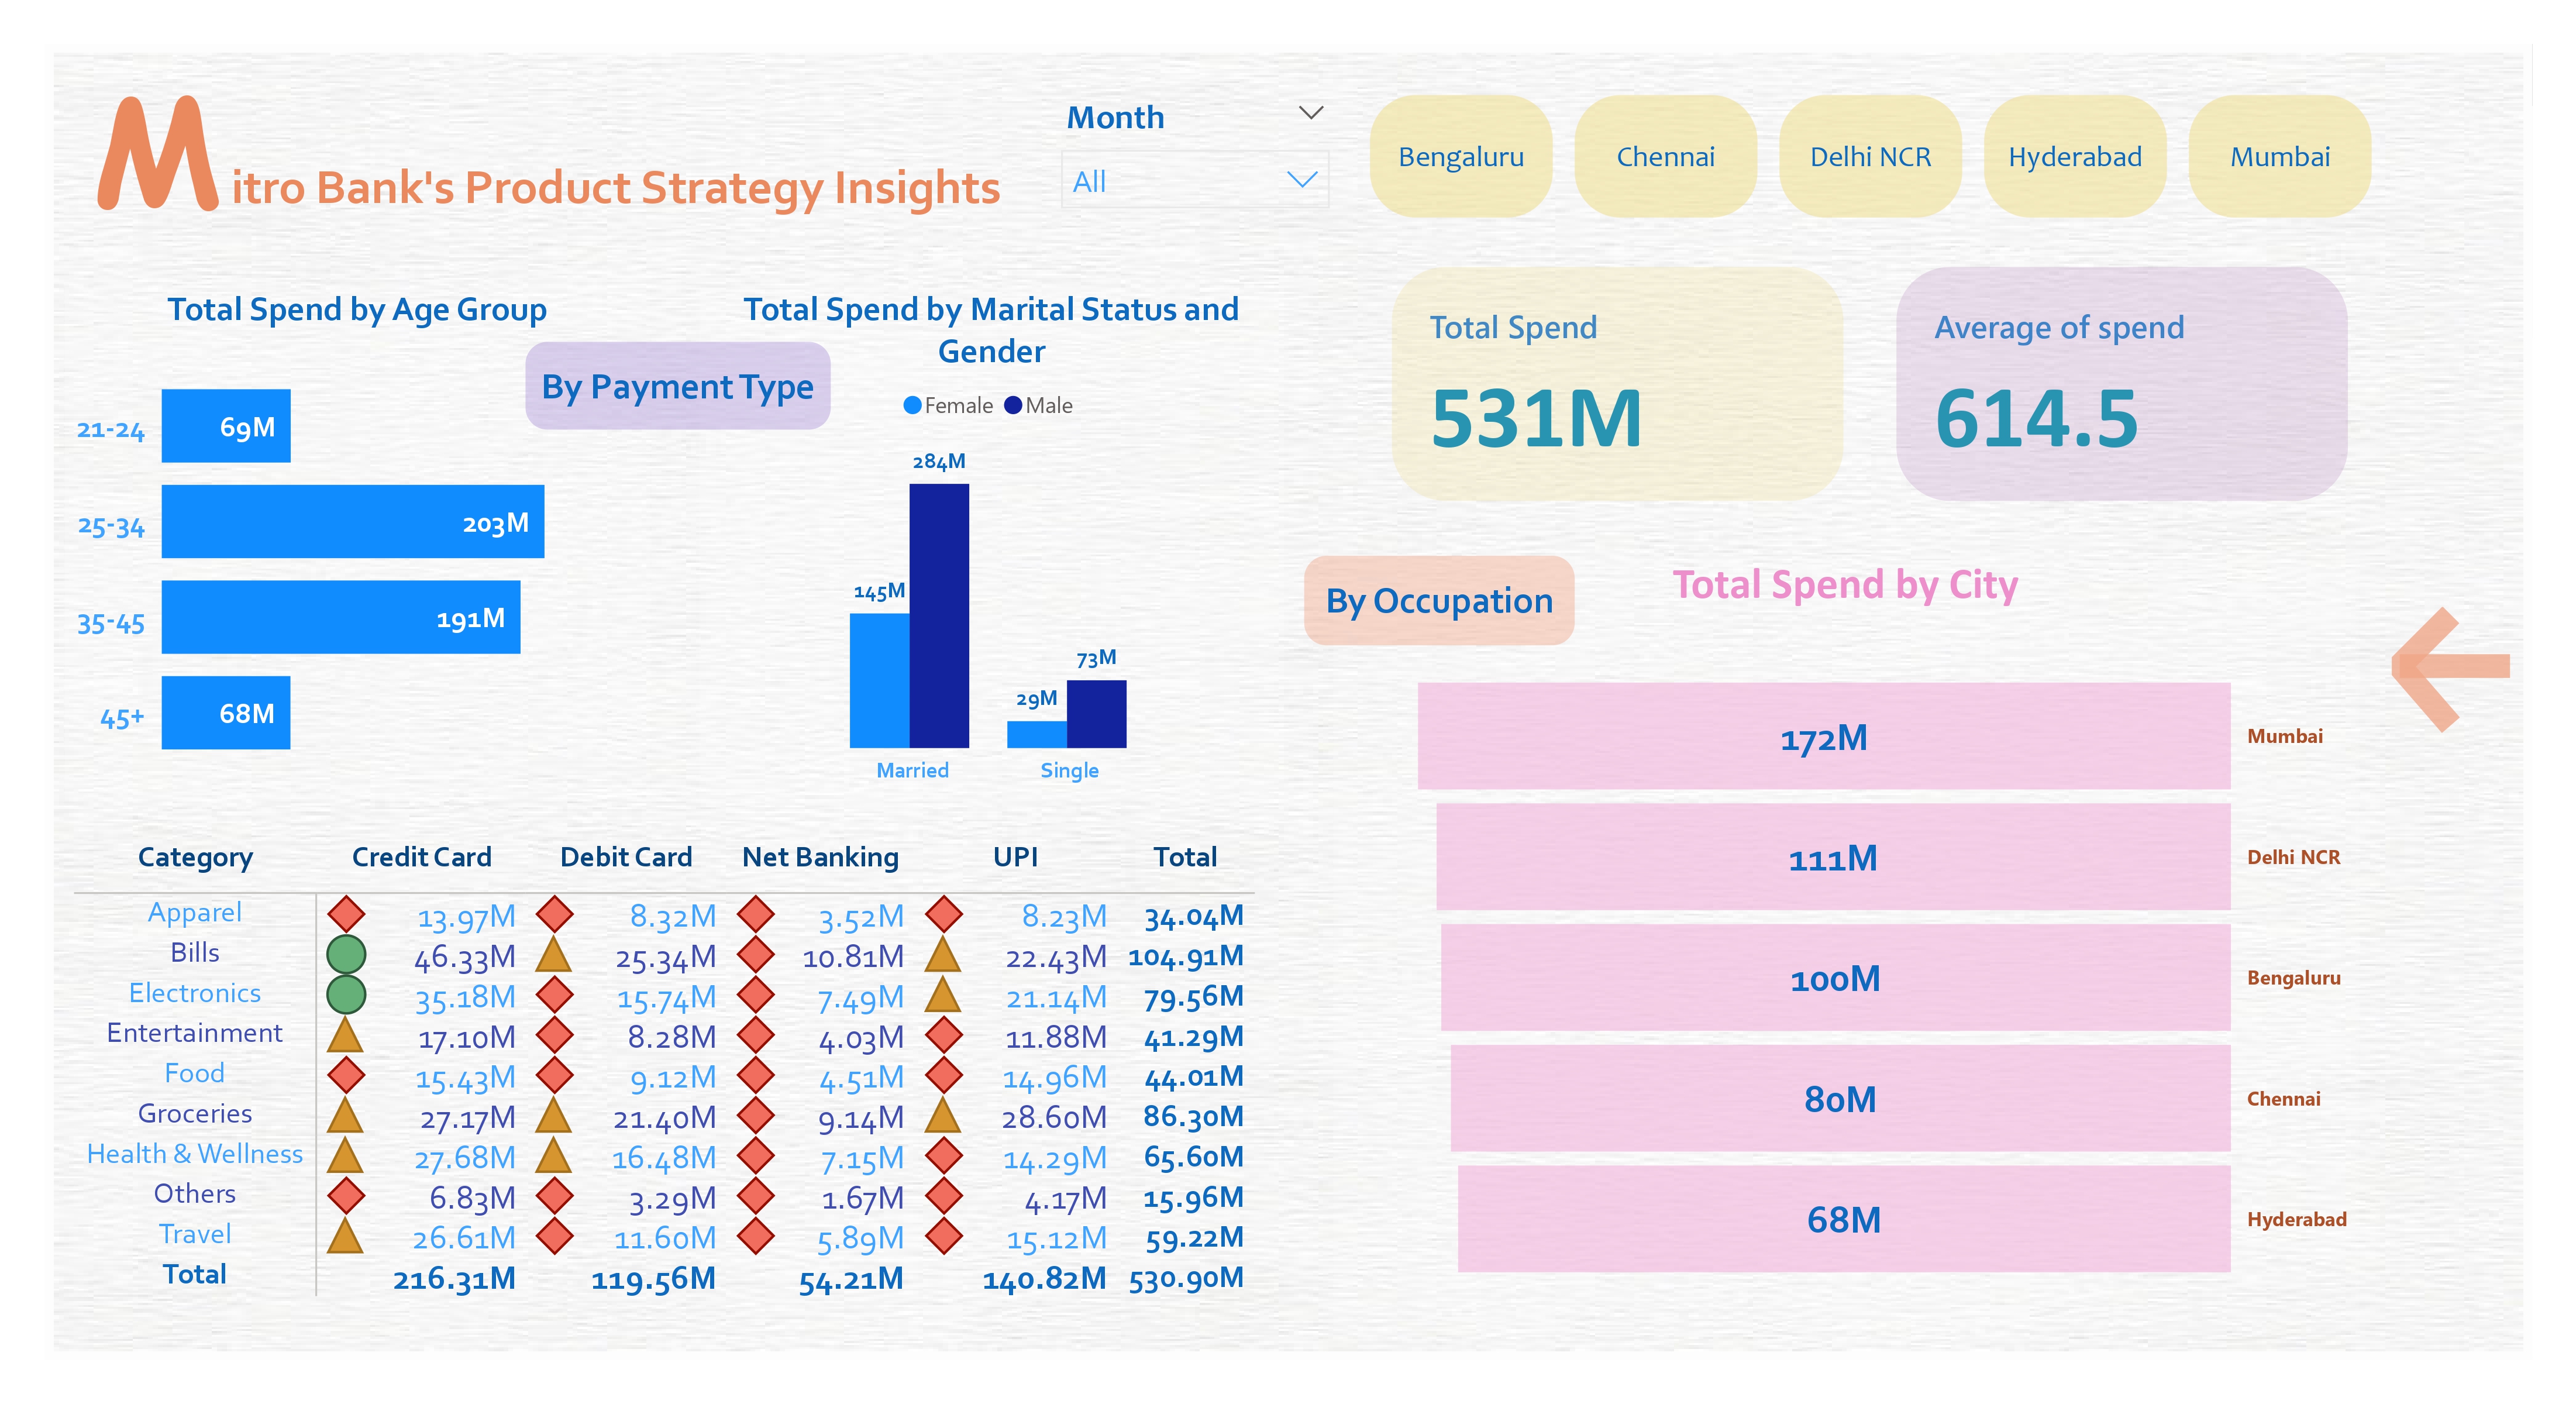 Mitro Bank's Product Strategy Insights
Month
All
Bengaluru
Chennai
Delhi NCR
Hyderabad
Mumbai
Total Spend
531M
Average of spend
614.5
Total Spend by Age Group
By Payment Type
21-24 69M
25-34 203M
35-45 191M
45+ 68M
Total Spend by Marital Status and
Gender
Female Male
284M
145M
73M
29M
Married Single
By Occupation
Total Spend by City
172M Mumbai
111M Delhi NCR
100M Bengaluru
80M Chennai
68M Hyderabad
Category Credit Card Debit Card Net Banking UPI Total
Apparel 13.97M 8.32M 3.52M 8.23M 34.04M
Bills 46.33M 25.34M 10.81M 22.43M 104.91M
Electronics 35.18M 15.74M 7.49M 21.14M 79.56M
Entertainment 17.10M 8.28M 4.03M 11.88M 41.29M
Food 15.43M 9.12M 4.51M 14.96M 44.01M
Groceries 27.17M 21.40M 9.14M 28.60M 86.30M
Health & Wellness 27.68M 16.48M 7.15M 14.29M 65.60M
Others 6.83M 3.29M 1.67M 4.17M 15.96M
Travel 26.61M 11.60M 5.89M 15.12M 59.22M
Total 216.31M 119.56M 54.21M 140.82M 530.90M